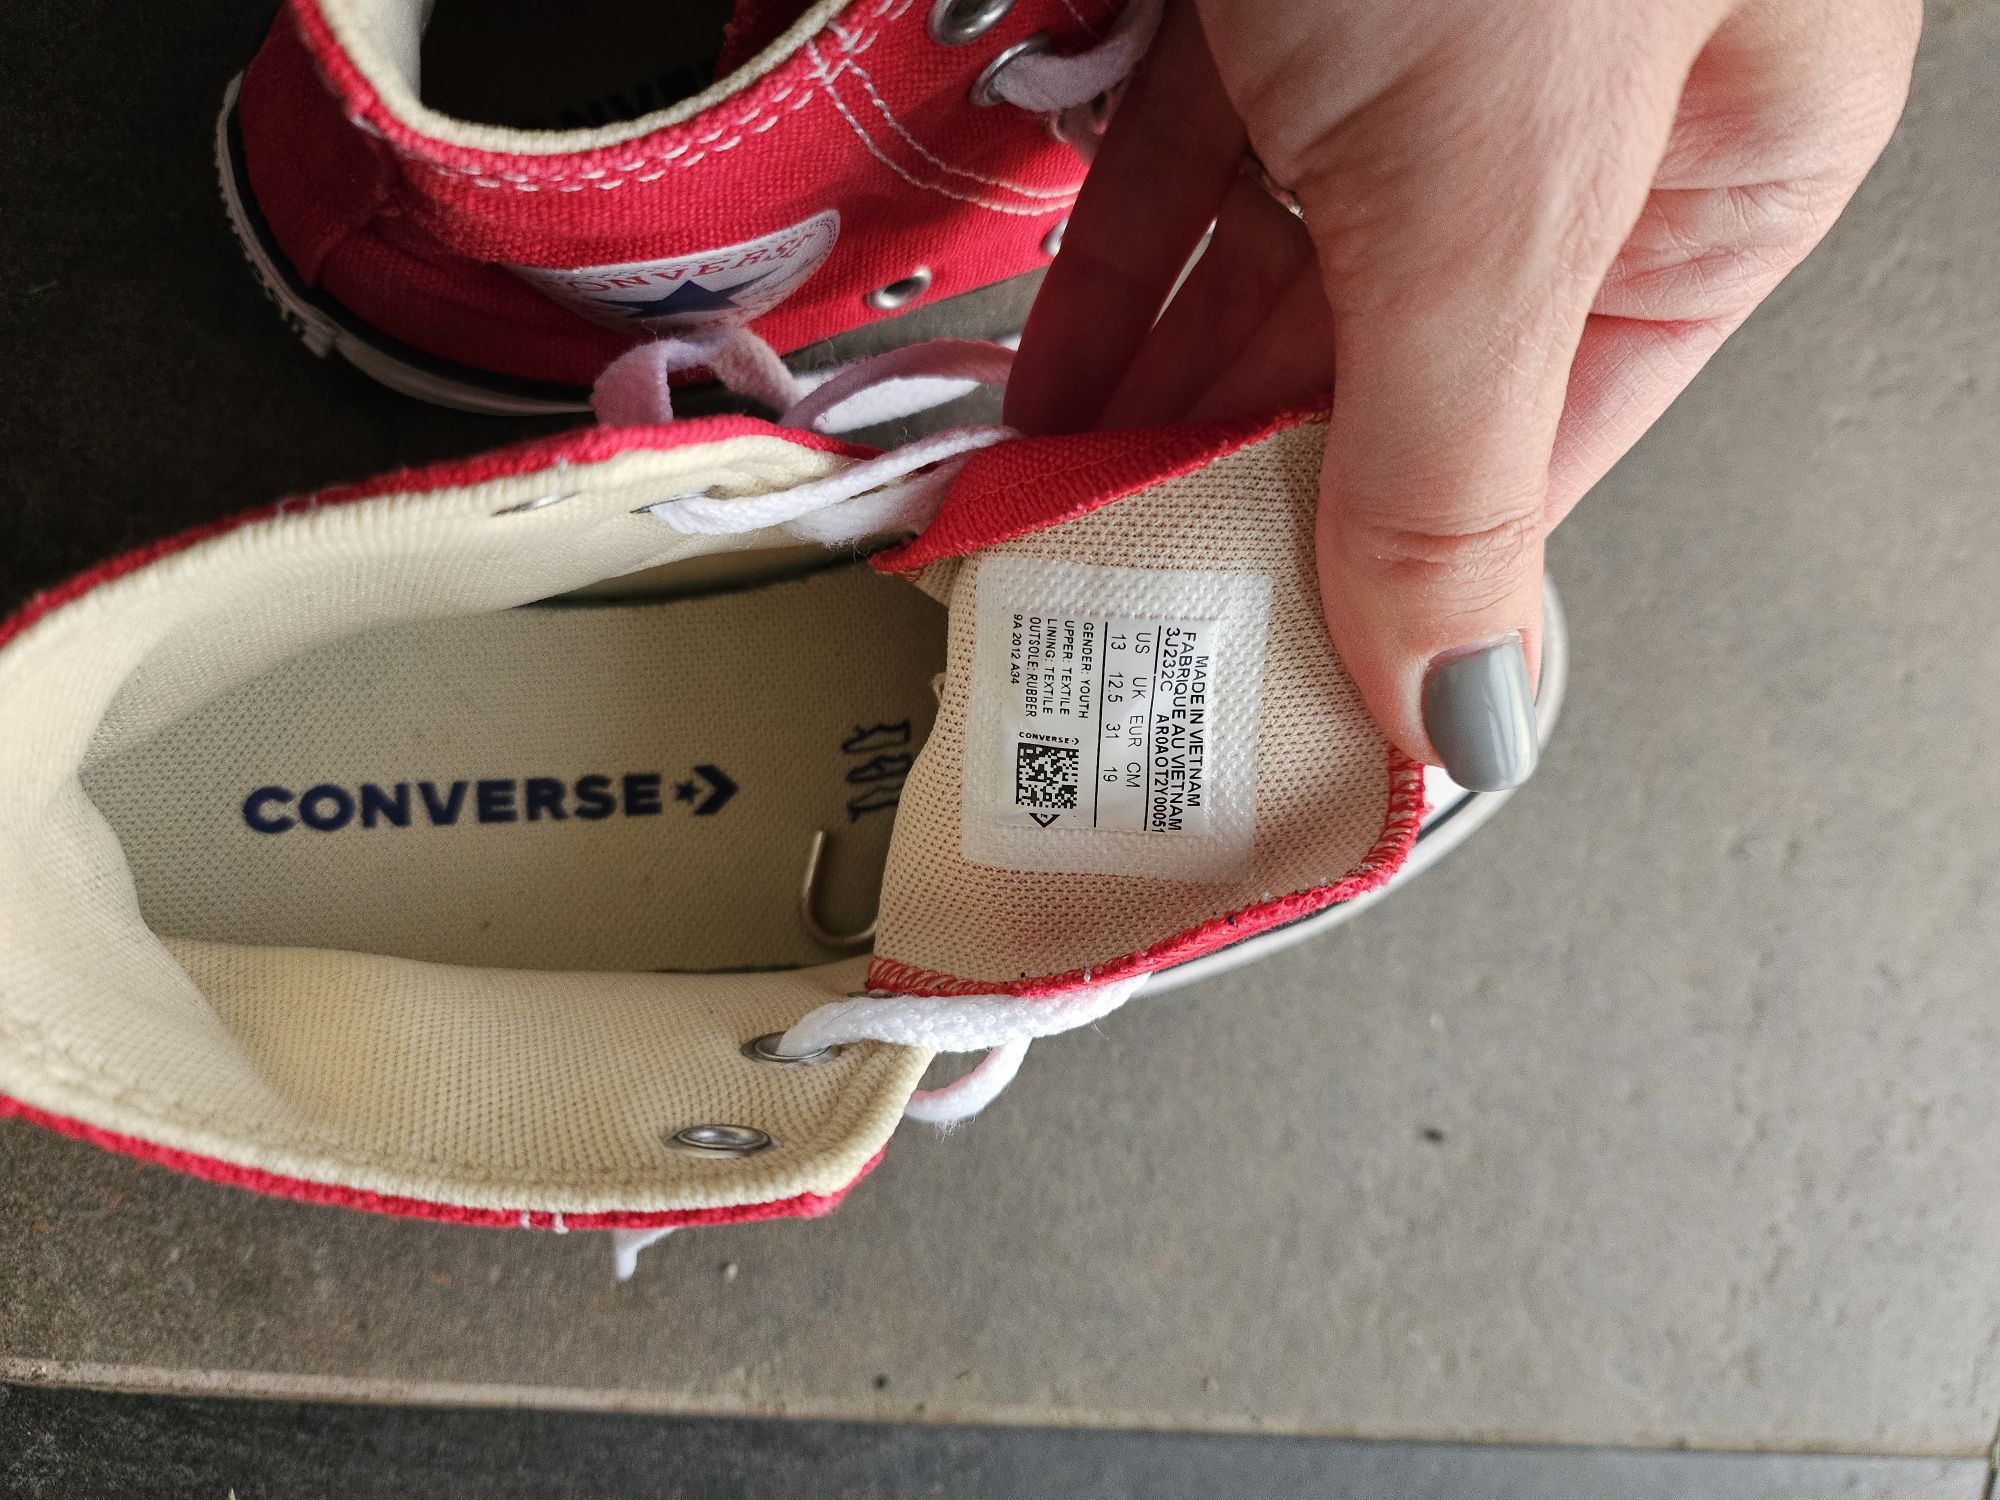 CONVERSE
CONVERSE
MADE IN VIETNAM
FABRIQUE AU VIETNAM
3J232C AR0A0T2Y00051
US UK EUR CM
13 12.5 31 19
GENDER: YOUTH
UPPER: TEXTILE
LINING: TEXTILE
OUTSOLE: RUBBER
9A 2012 A34
CONVERSE